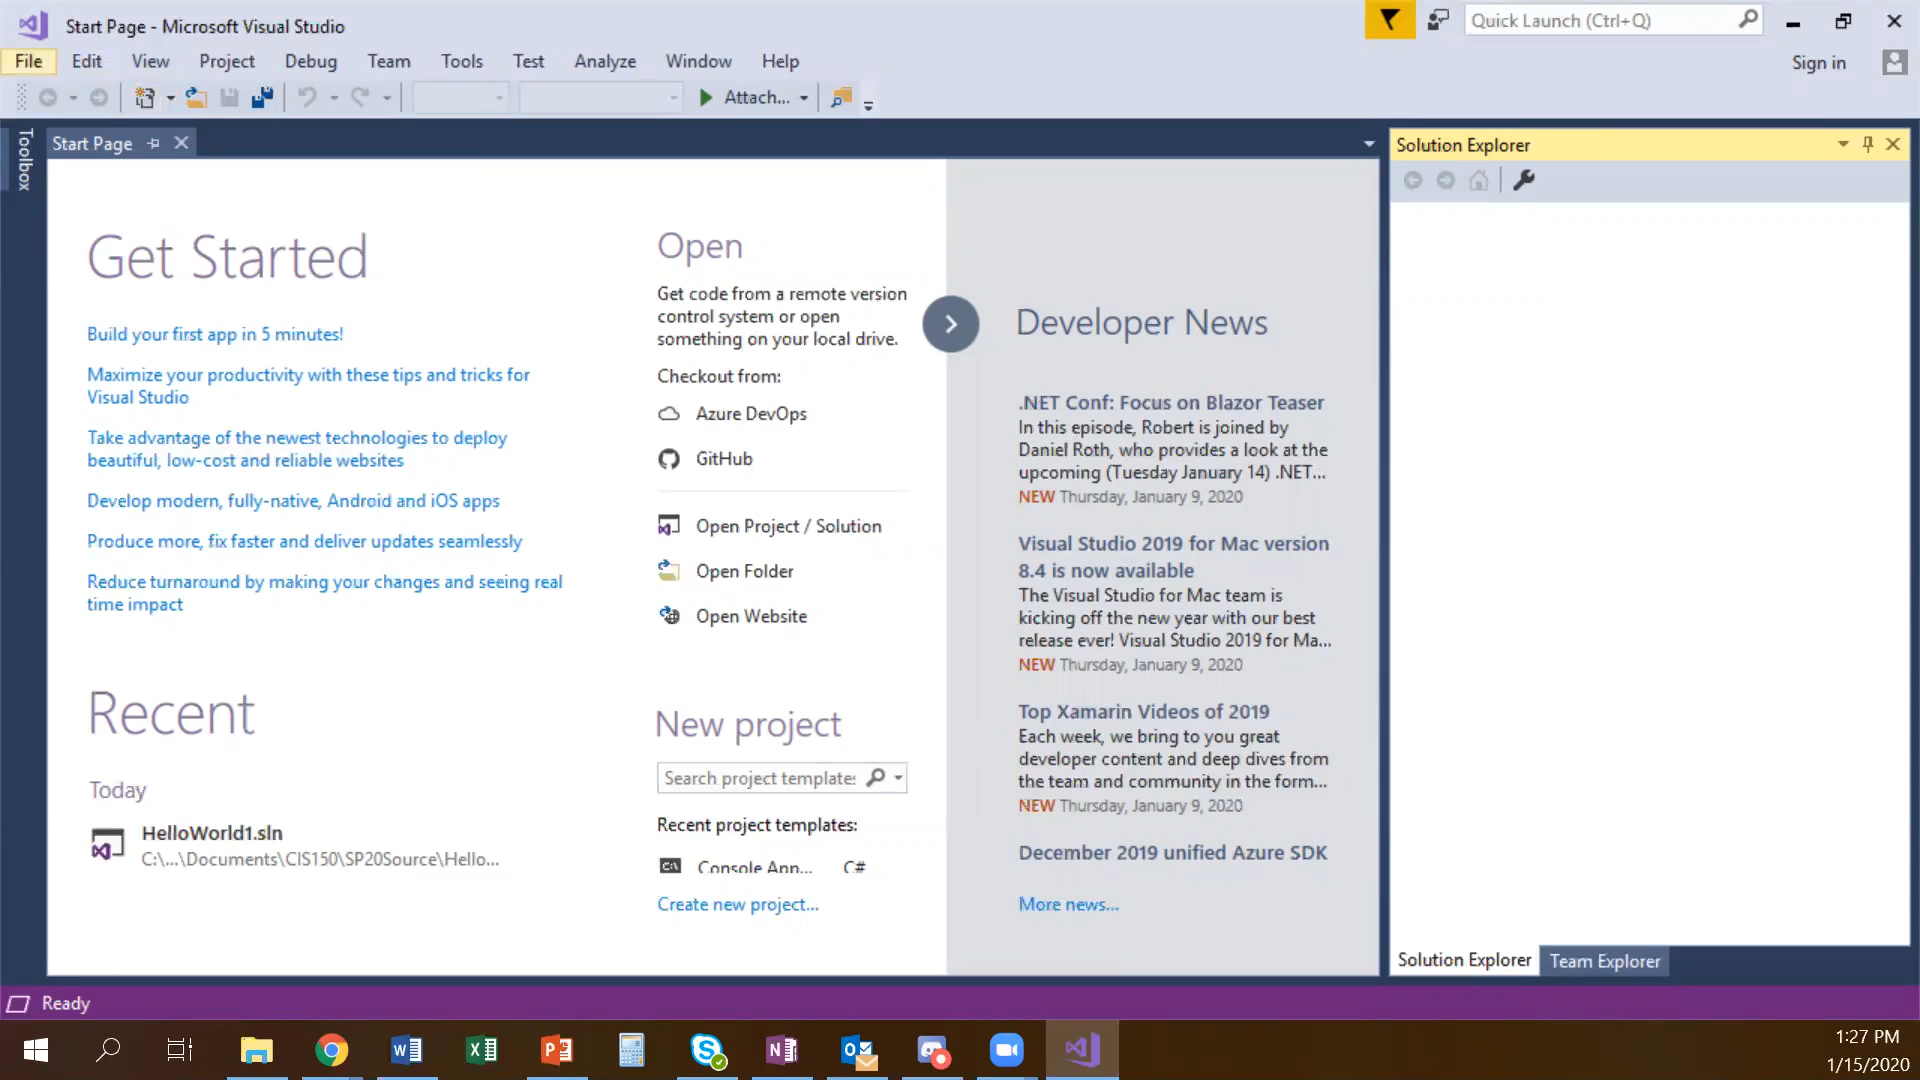 Start Page - Microsoft Visual Studio
Quick Launch (Ctrl+Q)
File Edit View Project Debug Team Tools Test Analyze Window Help
Sign in
Attach...
Toolbox
Start Page
Solution Explorer
Get Started
Build your first app in 5 minutes!
Maximize your productivity with these tips and tricks for
Visual Studio
Take advantage of the newest technologies to deploy
beautiful, low-cost and reliable websites
Develop modern, fully-native, Android and iOS apps
Produce more, fix faster and deliver updates seamlessly
Reduce turnaround by making your changes and seeing real
time impact
Recent
Today
HelloWorld1.sln
C:\...\Documents\CIS150\SP20Source\Hello...
Open
Get code from a remote version
control system or open
something on your local drive.
Checkout from:
Azure DevOps
GitHub
Open Project / Solution
Open Folder
Open Website
New project
Search project templates
Recent project templates:
Console App... C#
Create new project...
Developer News
.NET Conf: Focus on Blazor Teaser
In this episode, Robert is joined by
Daniel Roth, who provides a look at the
upcoming (Tuesday January 14) .NET...
NEW Thursday, January 9, 2020
Visual Studio 2019 for Mac version
8.4 is now available
The Visual Studio for Mac team is
kicking off the new year with our best
release ever! Visual Studio 2019 for Ma...
NEW Thursday, January 9, 2020
Top Xamarin Videos of 2019
Each week, we bring to you great
developer content and deep dives from
the team and community in the form...
NEW Thursday, January 9, 2020
December 2019 unified Azure SDK
More news...
Solution Explorer Team Explorer
Ready
1:27 PM
1/15/2020